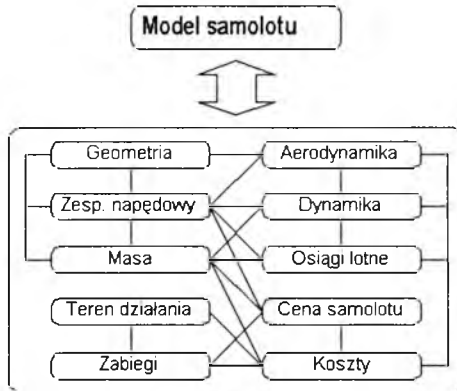 Model samolotu
Geometria
Aerodynamika
Zesp. napędowy
Dynamika
Masa
Osiągi lotne
Teren działania
Cena samolotu
Zabiegi
Koszty